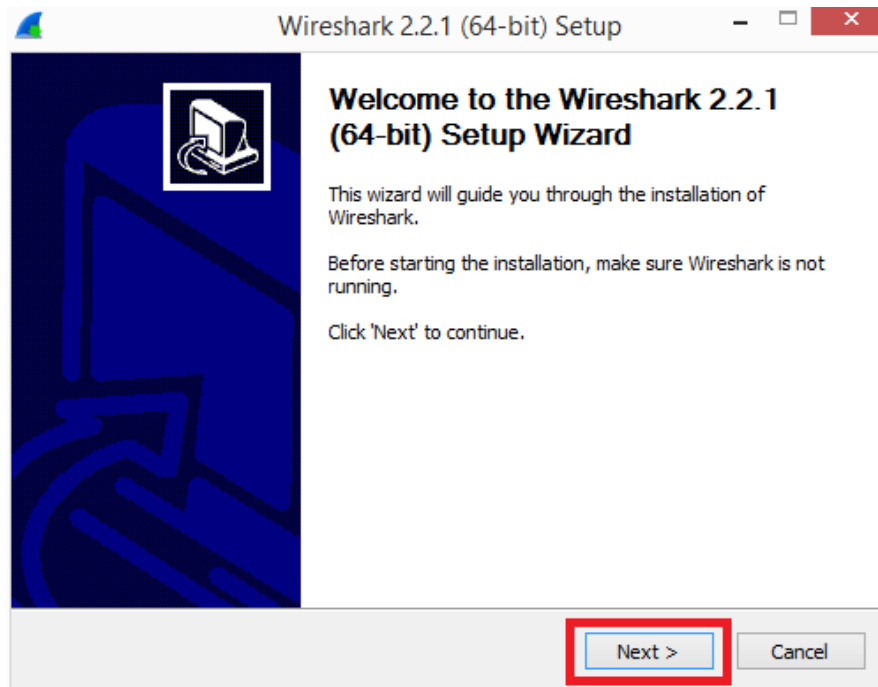 Wireshark 2.2.1 (64-bit) Setup
Welcome to the Wireshark 2.2.1
(64-bit) Setup Wizard
This wizard will guide you through the installation of
Wireshark.
Before starting the installation, make sure Wireshark is not
running.
Click 'Next' to continue.
Next >
Cancel